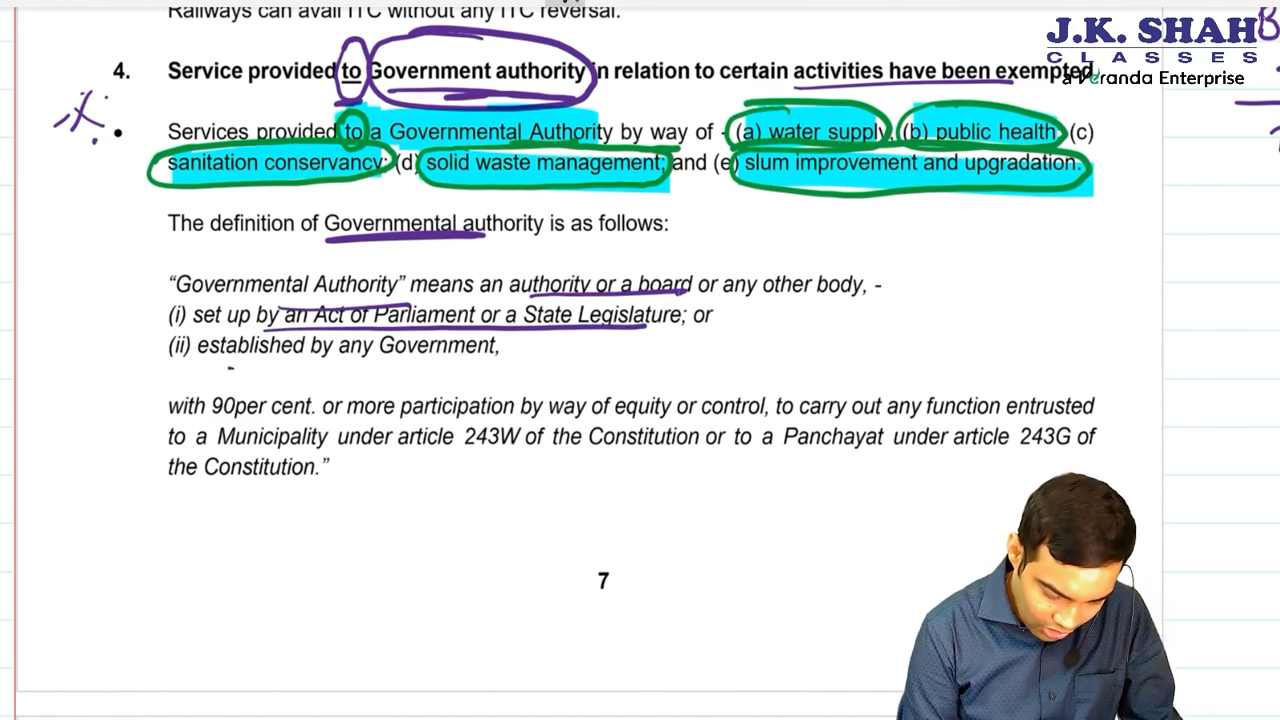 Railways can avail ITC without any ITC reversal.
J.K. SHAH
CLASSES
a Veranda Enterprise
4. Service provided to Government authority in relation to certain activities have been exempted
• Services provided to a Governmental Authority by way of - (a) water supply; (b) public health; (c)
sanitation conservancy; (d) solid waste management; and (e) slum improvement and upgradation.
The definition of Governmental authority is as follows:
“Governmental Authority” means an authority or a board or any other body, -
(i) set up by an Act of Parliament or a State Legislature; or
(ii) established by any Government,
with 90per cent. or more participation by way of equity or control, to carry out any function entrusted
to a Municipality under article 243W of the Constitution or to a Panchayat under article 243G of
the Constitution.”
7